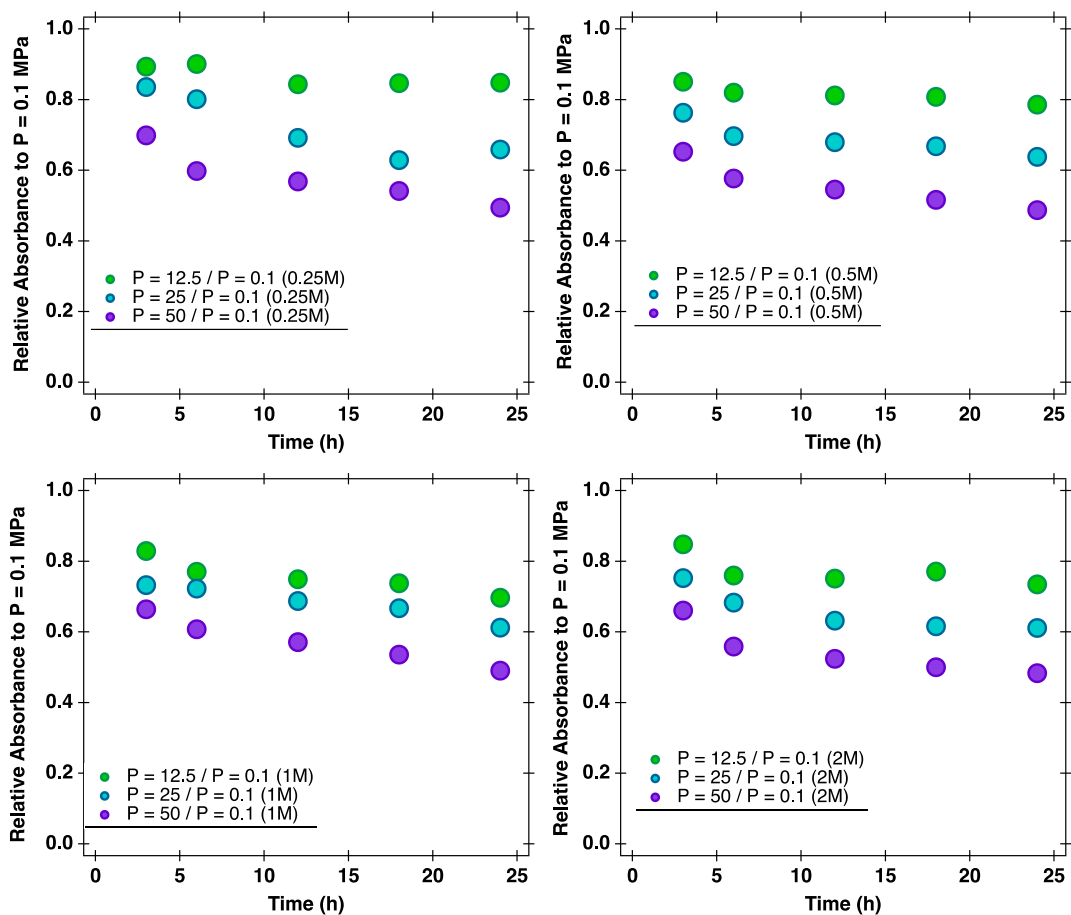 Relative Absorbance to P = 0.1 MPa
1.0
0.8
0.6
0.4
0.2
0.0
P = 12.5 / P = 0.1 (0.25M)
P = 25 / P = 0.1 (0.25M)
P = 50 / P = 0.1 (0.25M)
0 5 10 15 20 25
Time (h)
Relative Absorbance to P = 0.1 MPa
1.0
0.8
0.6
0.4
0.2
0.0
P = 12.5 / P = 0.1 (0.5M)
P = 25 / P = 0.1 (0.5M)
P = 50 / P = 0.1 (0.5M)
0 5 10 15 20 25
Time (h)
Relative Absorbance to P = 0.1 MPa
1.0
0.8
0.6
0.4
0.2
0.0
P = 12.5 / P = 0.1 (1M)
P = 25 / P = 0.1 (1M)
P = 50 / P = 0.1 (1M)
0 5 10 15 20 25
Time (h)
Relative Absorbance to P = 0.1 MPa
1.0
0.8
0.6
0.4
0.2
0.0
P = 12.5 / P = 0.1 (2M)
P = 25 / P = 0.1 (2M)
P = 50 / P = 0.1 (2M)
0 5 10 15 20 25
Time (h)